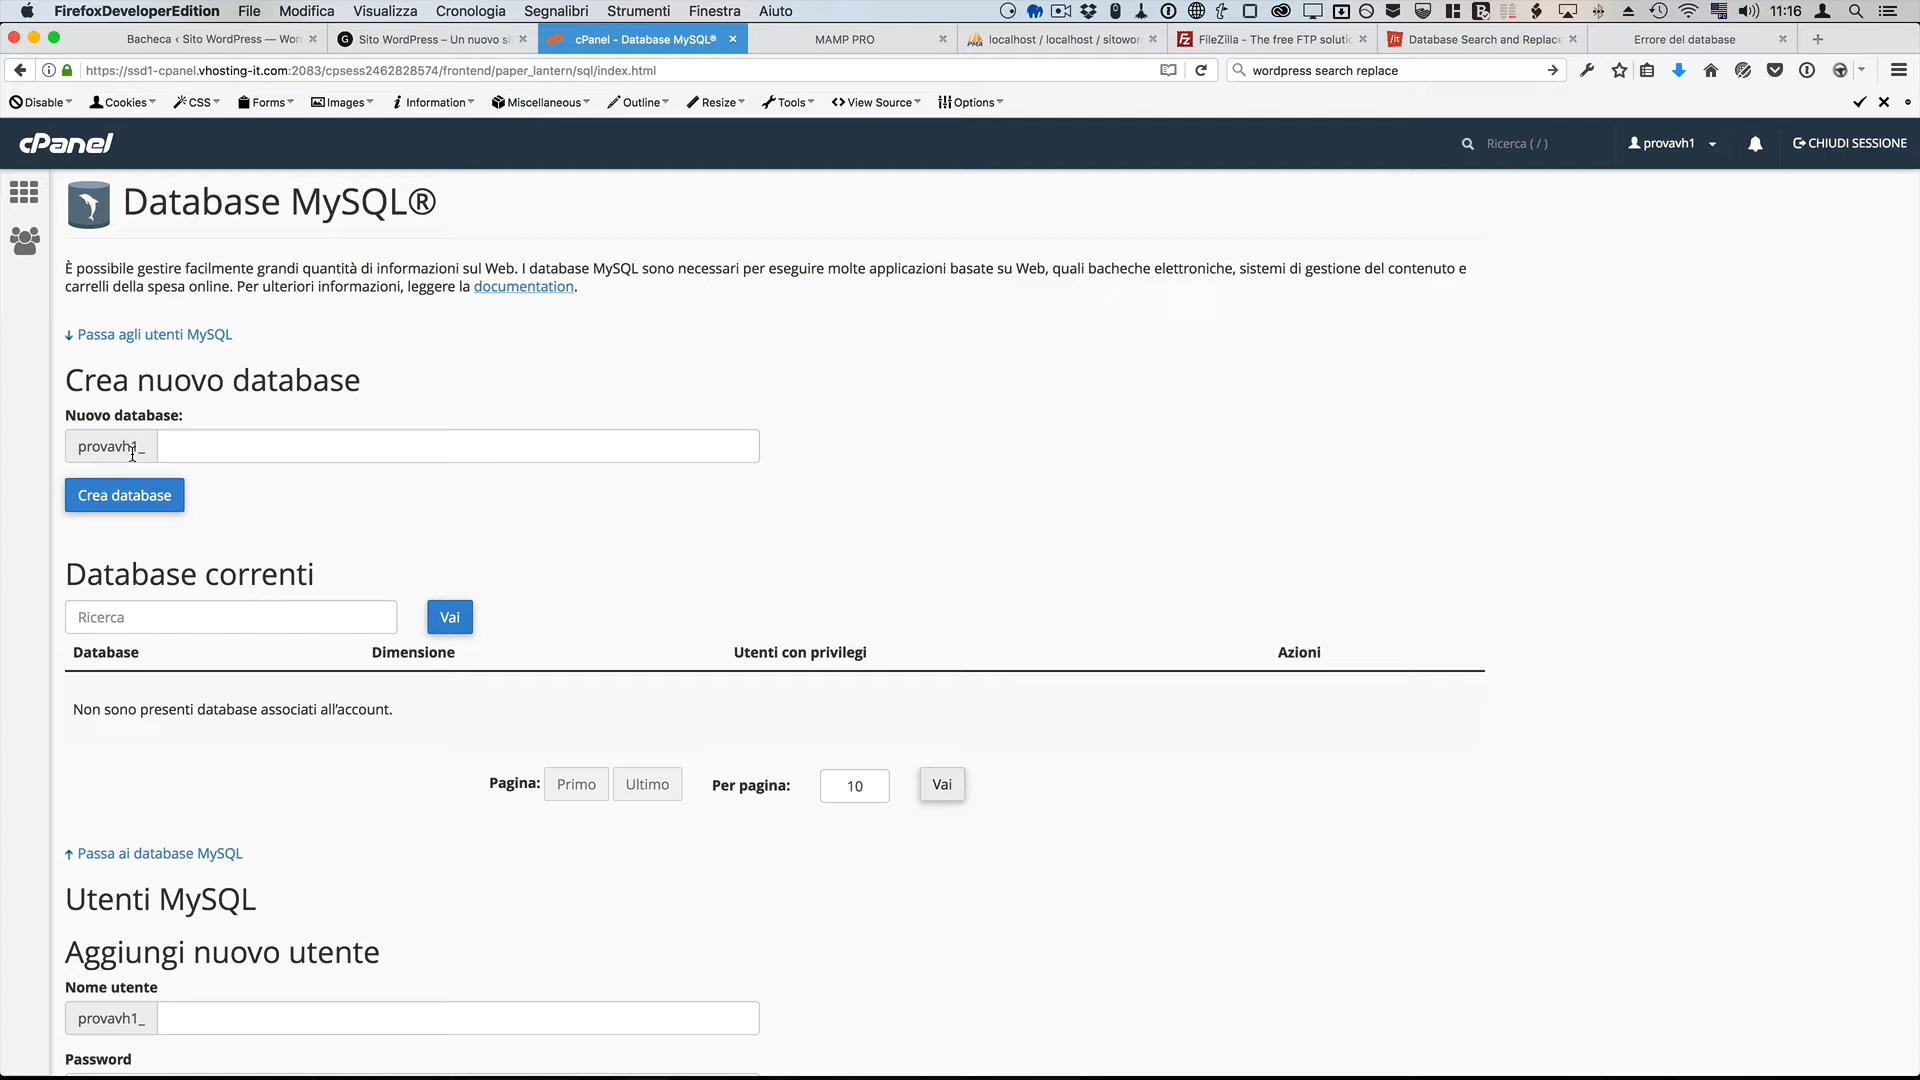 FirefoxDeveloperEdition File Modifica Visualizza Cronologia Segnalibri Strumenti Finestra Aiuto 11:16
Bacheca ‹ Sito WordPress — Wor
Sito WordPress – Un nuovo si
cPanel - Database MySQL®
MAMP PRO
localhost / localhost / sitowor
FileZilla - The free FTP soluti
Database Search and Replace
Errore del database
https://ssd1-cpanel.vhosting-it.com:2083/cpsess2462828574/frontend/paper_lantern/sql/index.html
wordpress search replace
Disable Cookies CSS Forms Images Information Miscellaneous Outline Resize Tools View Source Options
cPanel
Ricerca ( / )
provavh1
CHIUDI SESSIONE
Database MySQL®
È possibile gestire facilmente grandi quantità di informazioni sul Web. I database MySQL sono necessari per eseguire molte applicazioni basate su Web, quali bacheche elettroniche, sistemi di gestione del contenuto e
carrelli della spesa online. Per ulteriori informazioni, leggere la documentation.
Passa agli utenti MySQL
Crea nuovo database
Nuovo database:
provavh1_
Crea database
Database correnti
Ricerca
Vai
Database Dimensione Utenti con privilegi Azioni
Non sono presenti database associati all'account.
Pagina: Primo Ultimo Per pagina: 10 Vai
Passa ai database MySQL
Utenti MySQL
Aggiungi nuovo utente
Nome utente
provavh1_
Password